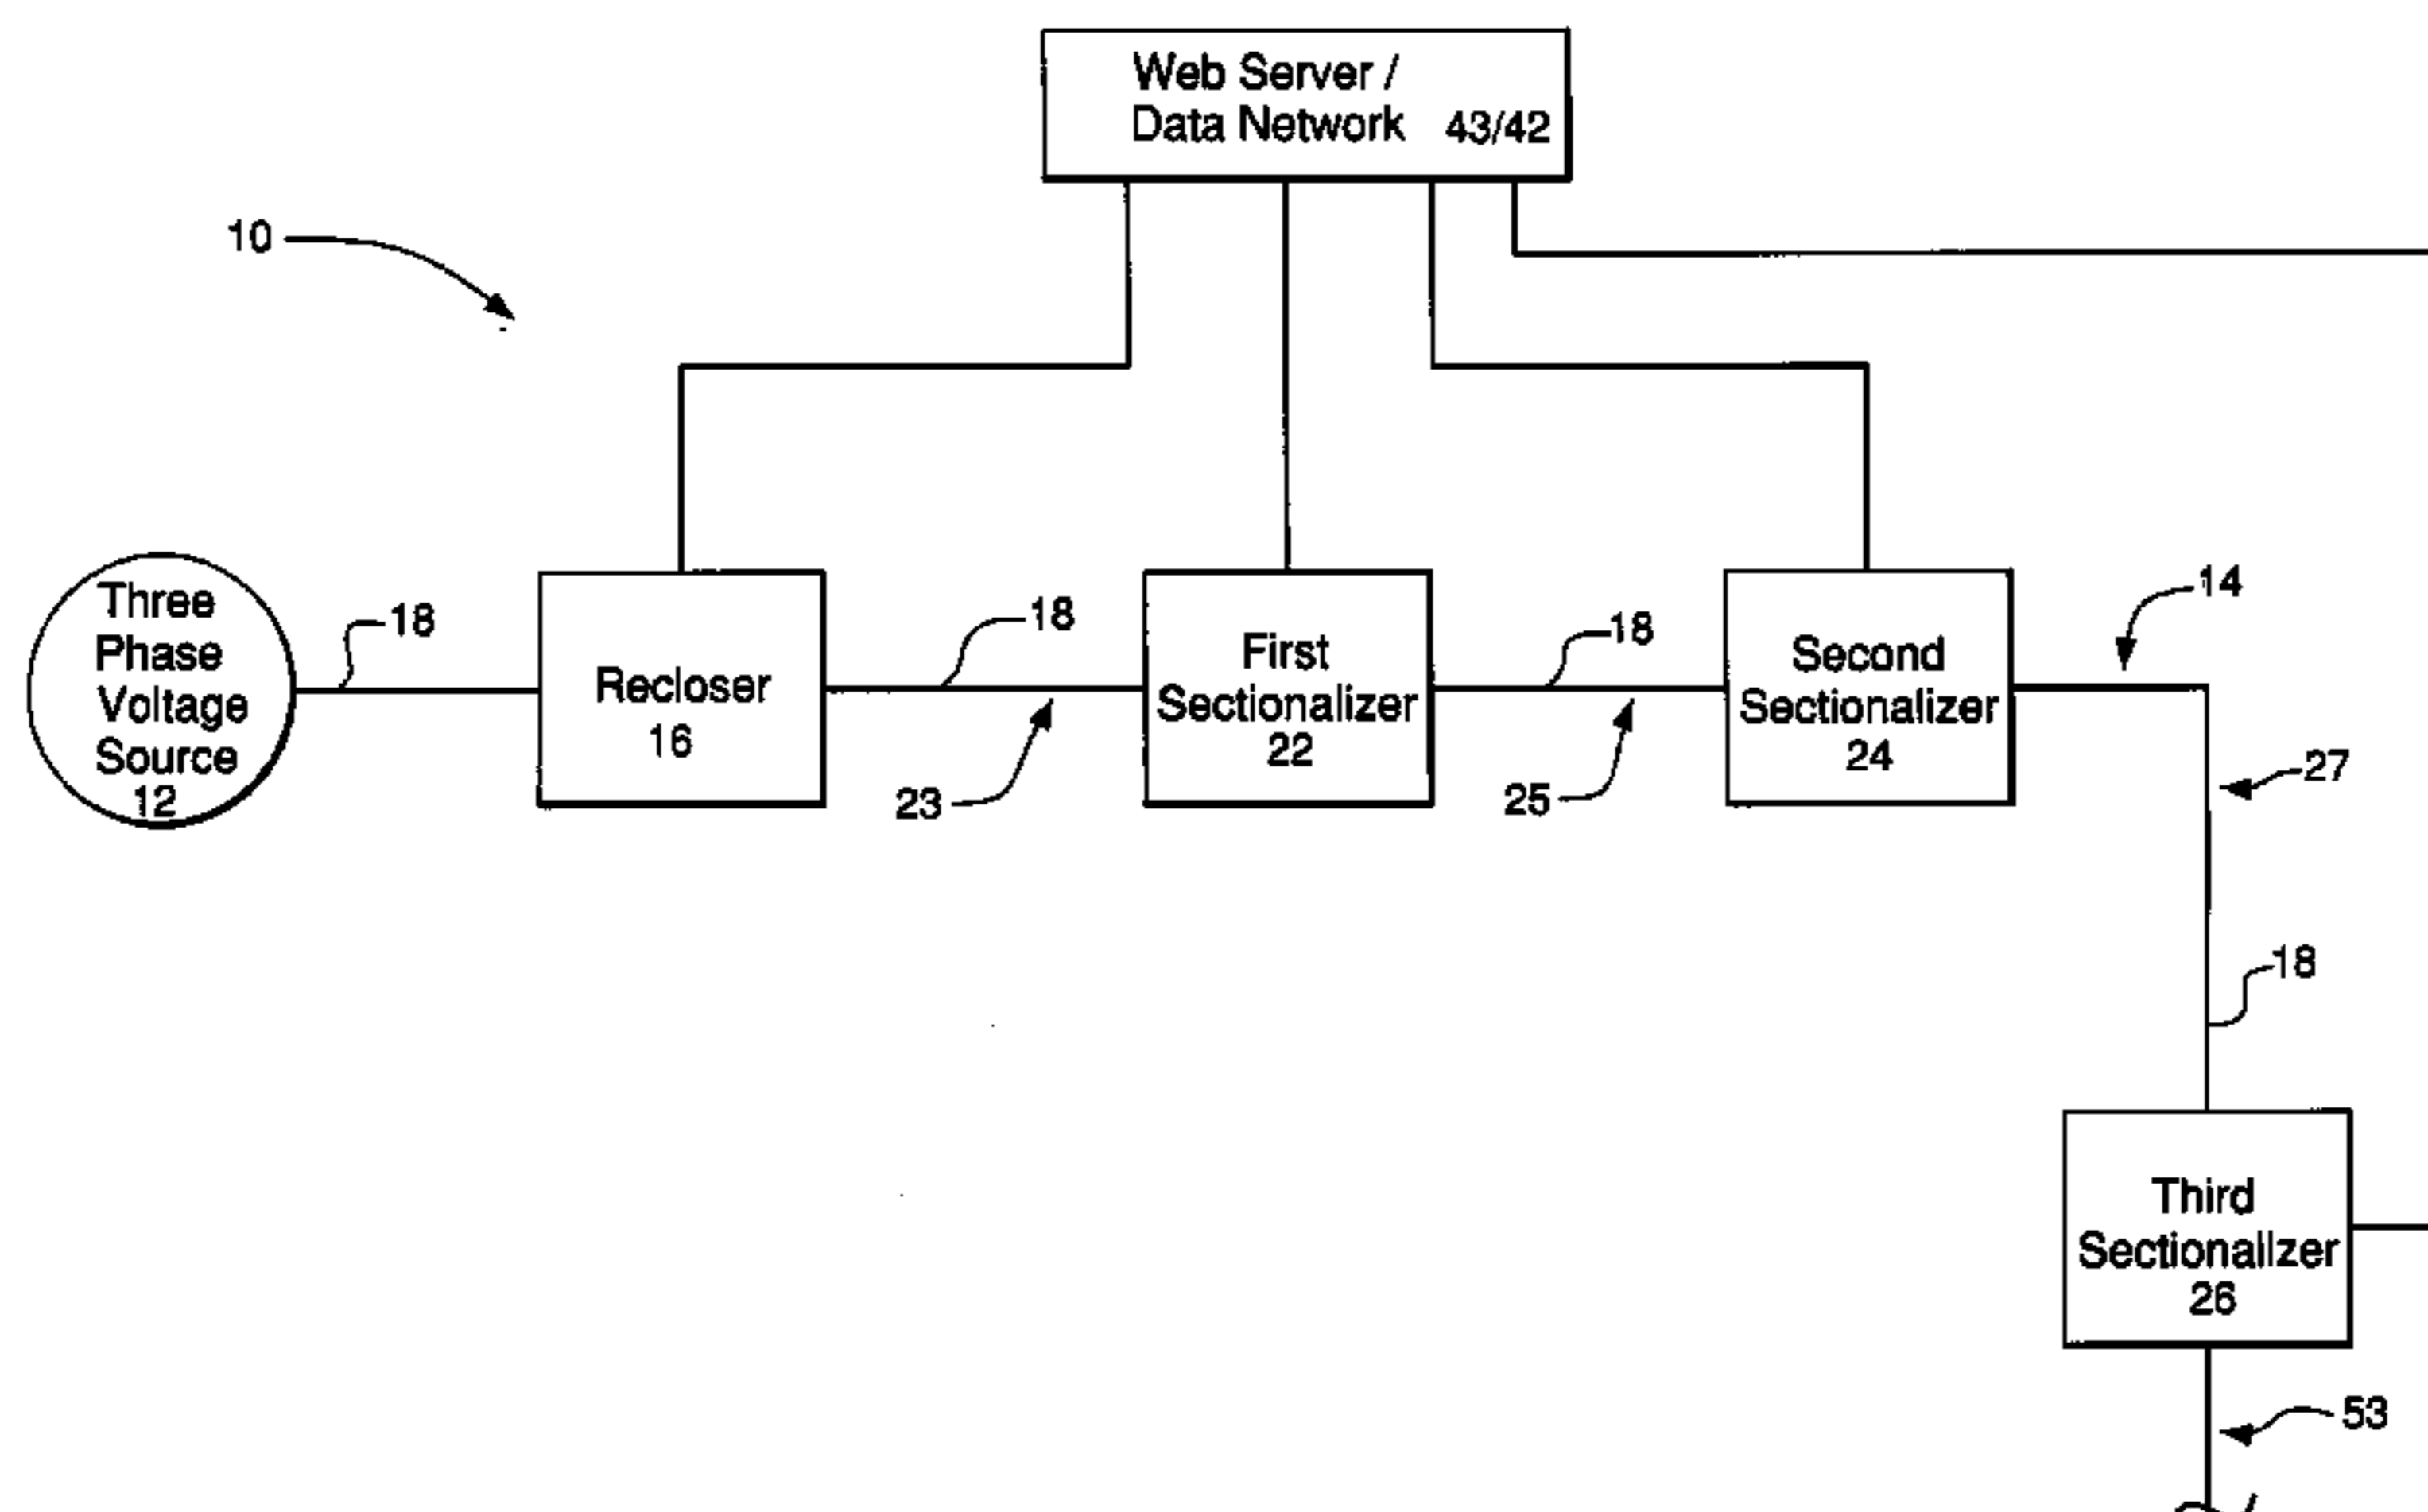 Web Server /
Data Network 43/42
10
Three
Phase
Voltage
Source
12
18
Recloser
16
18
23
First
Sectionalizer
22
18
25
Second
Sectionalizer
24
14
27
18
Third
Sectionalizer
26
53